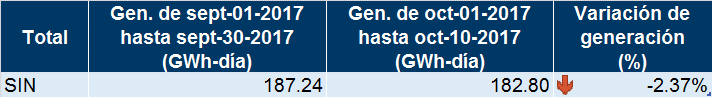 Total
Gen. de sept-01-2017
hasta sept-30-2017
(GWh-día)
Gen. de oct-01-2017
hasta oct-10-2017
(GWh-día)
Variación de
generación
(%)
SIN
187.24
182.80
-2.37%